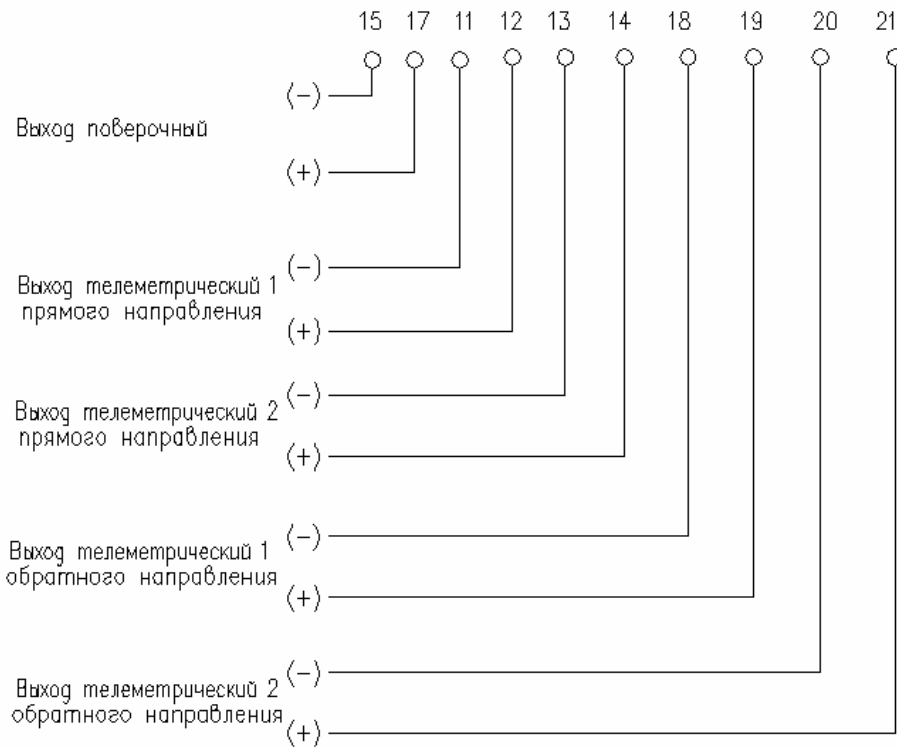 15 17 11 12 13 14 18 19 20 21
(-)
Выход поверочный
(+)
(-)
Выход телеметрический 1
прямого направления
(+)
(-)
Выход телеметрический 2
прямого направления
(+)
(-)
Выход телеметрический 1
обратного направления
(+)
(-)
Выход телеметрический 2
обратного направления
(+)